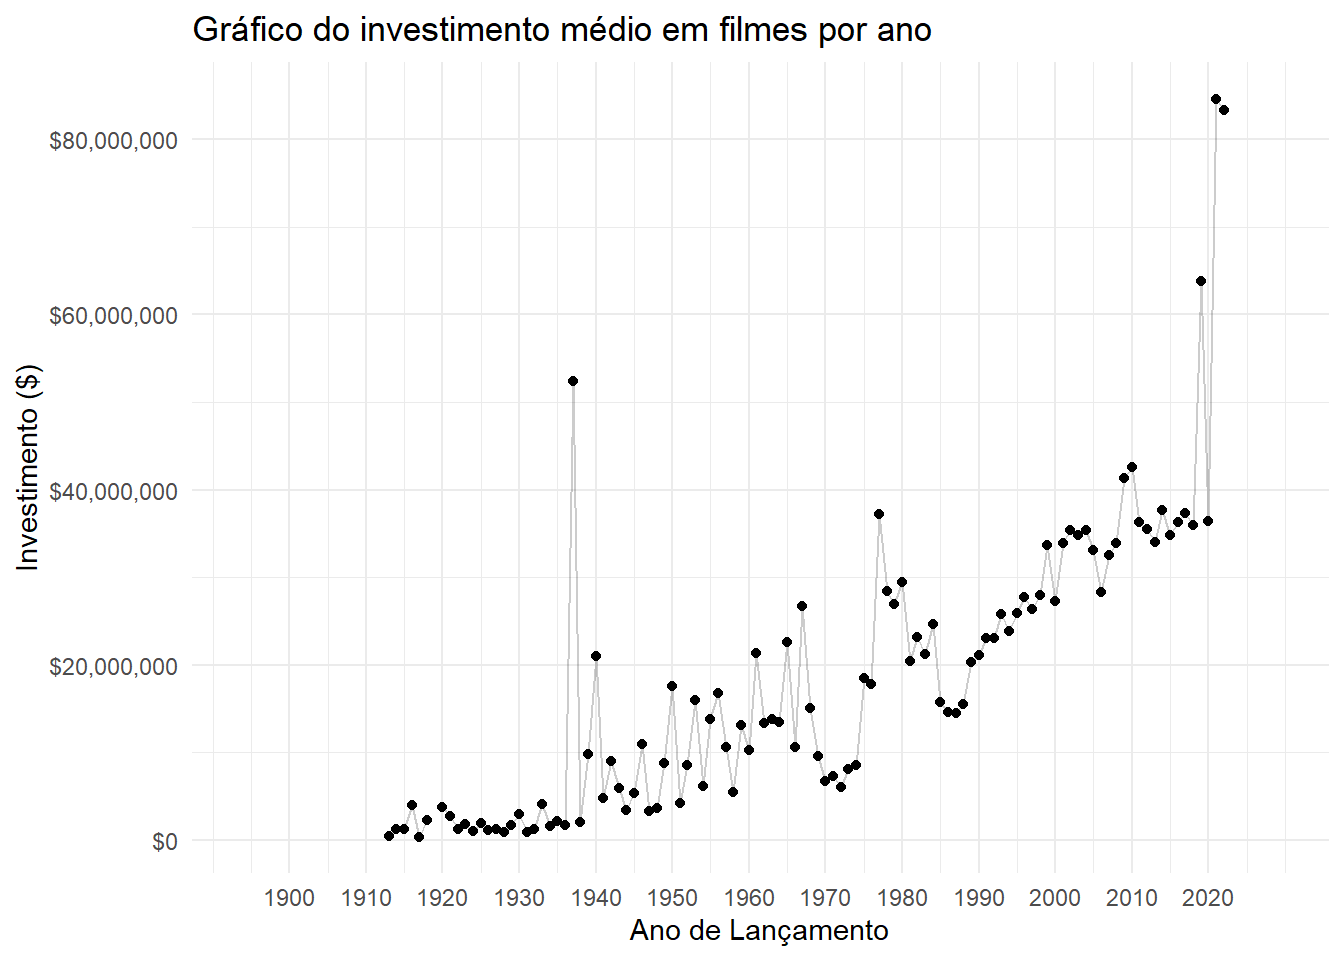 Gráfico do investimento médio em filmes por ano
$80,000,000
$60,000,000
$40,000,000
$20,000,000
$0
Investimento ($)
1900 1910 1920 1930 1940 1950 1960 1970 1980 1990 2000 2010 2020
Ano de Lançamento